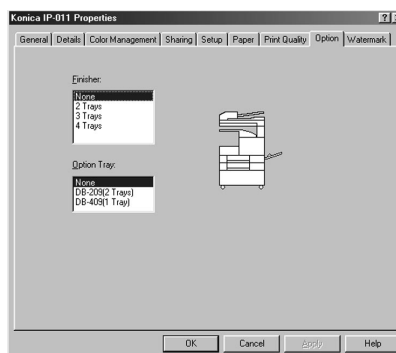 Konica IP-011 Properties
General Details Color Management Sharing Setup Paper Print Quality Option Watermark
Finisher:
None
2 Trays
3 Trays
4 Trays
Option Tray:
None
DB-209(2 Trays)
DB-409(1 Tray)
OK Cancel Apply Help